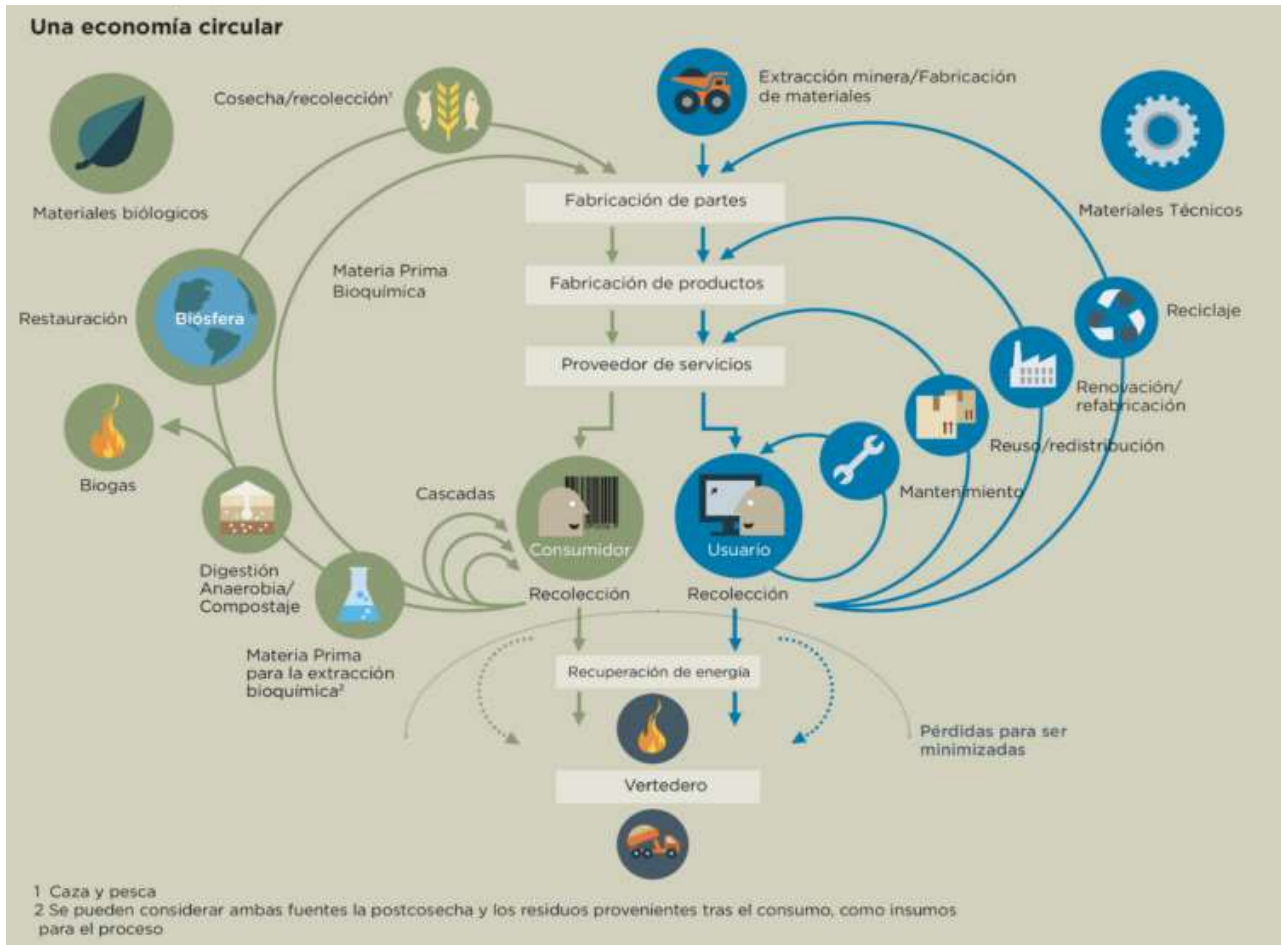 Una economía circular
Cosecha/recolección¹
Extracción minera/Fabricación
de materiales
Materiales biólogicos
Materiales Técnicos
Fabricación de partes
Materia Prima
Bioquímica
Fabricación de productos
Restauración
Biósfera
Reciclaje
Proveedor de servicios
Renovación/
refabricación
Reuso/redistribución
Biogas
Cascadas
Mantenimiento
Consumidor
Usuario
Digestión
Anaerobia/
Compostaje
Recolección
Recolección
Materia Prima
para la extracción
bioquímica²
Recuperación de energía
Pérdidas para ser
minimizadas
Vertedero
1 Caza y pesca
2 Se pueden considerar ambas fuentes la postcosecha y los residuos provenientes tras el consumo, como insumos
para el proceso